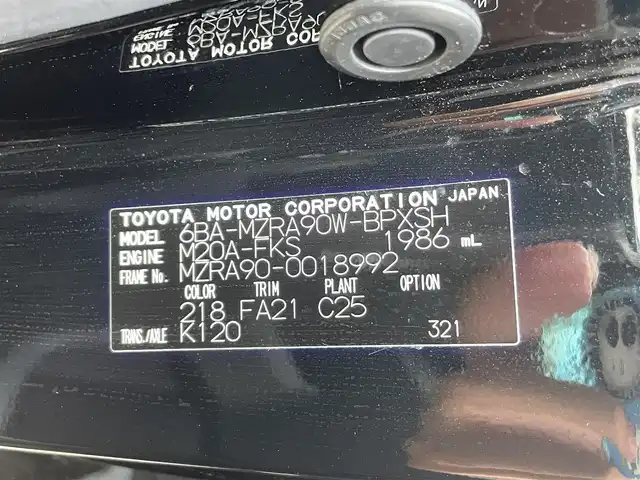 TOYOTA MOTOR CORPORATION JAPAN
MODEL 6BA-MZRA90W-BPXSH
ENGINE M20A-FKS 1986 mL
FRAME No. MZRA90-0018992
COLOR TRIM PLANT OPTION
218 FA21 C25
TRANS./AXLE K120 321